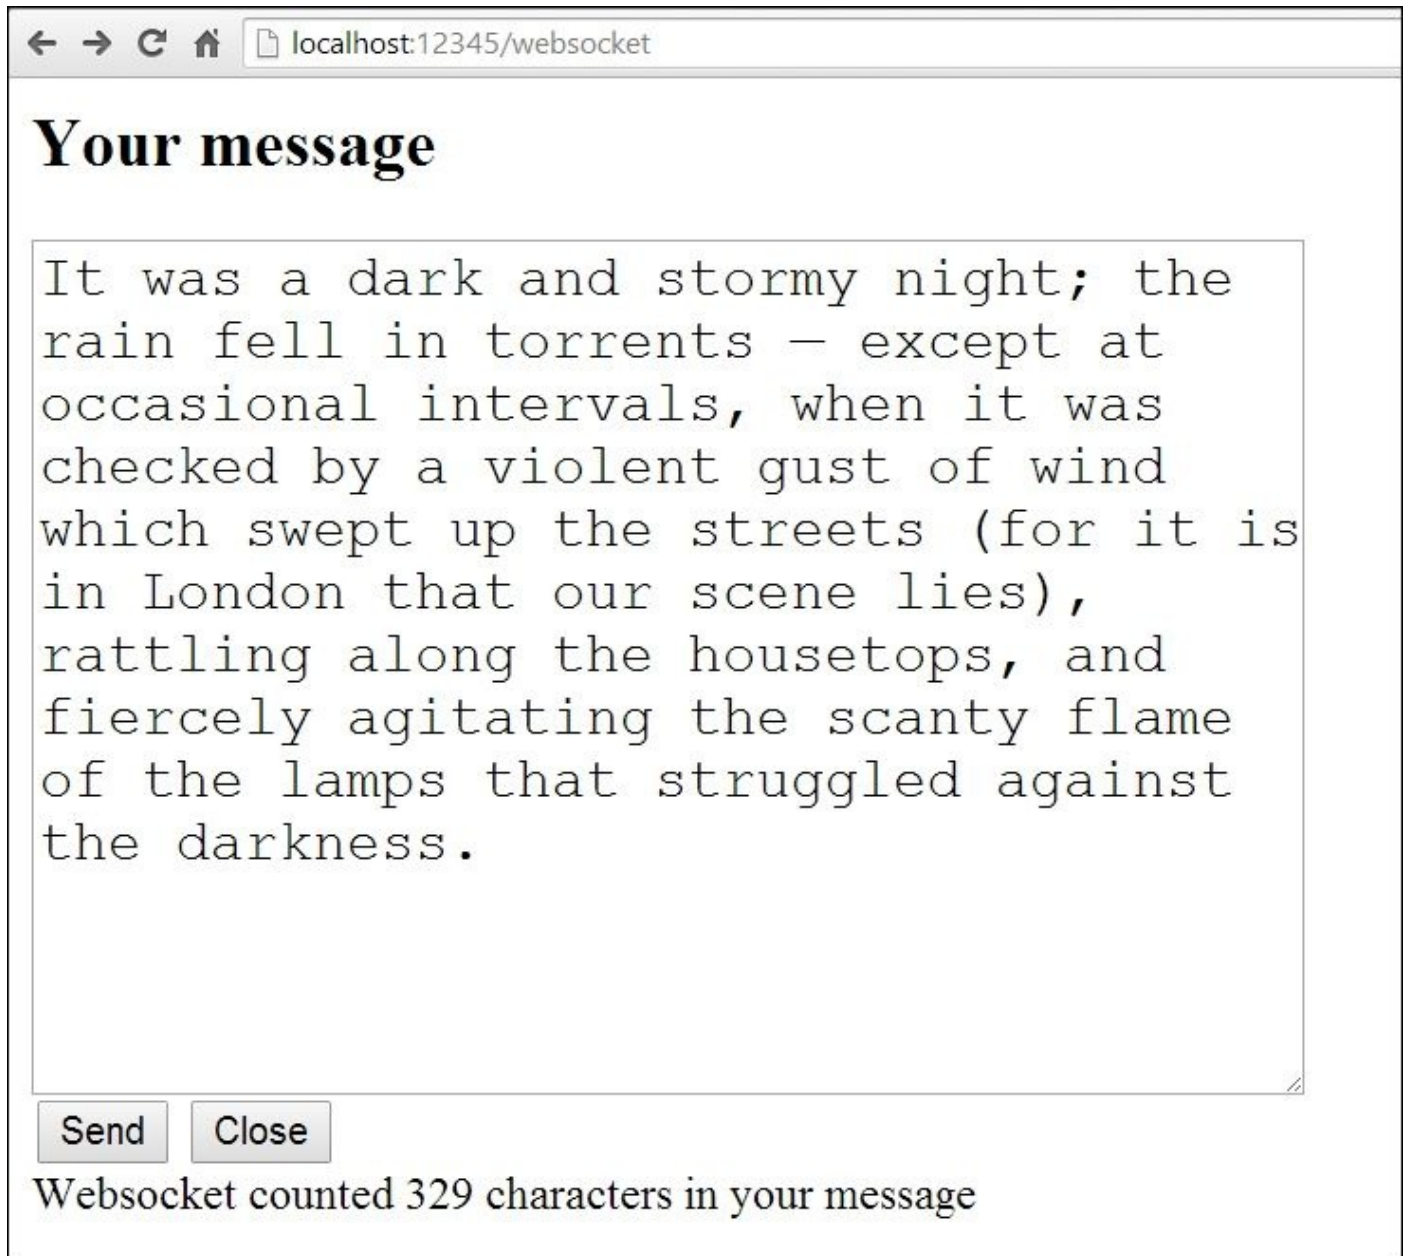 localhost:12345/websocket
Your message
It was a dark and stormy night; the
rain fell in torrents — except at
occasional intervals, when it was
checked by a violent gust of wind
which swept up the streets (for it is
in London that our scene lies),
rattling along the housetops, and
fiercely agitating the scanty flame
of the lamps that struggled against
the darkness.
Send Close
Websocket counted 329 characters in your message